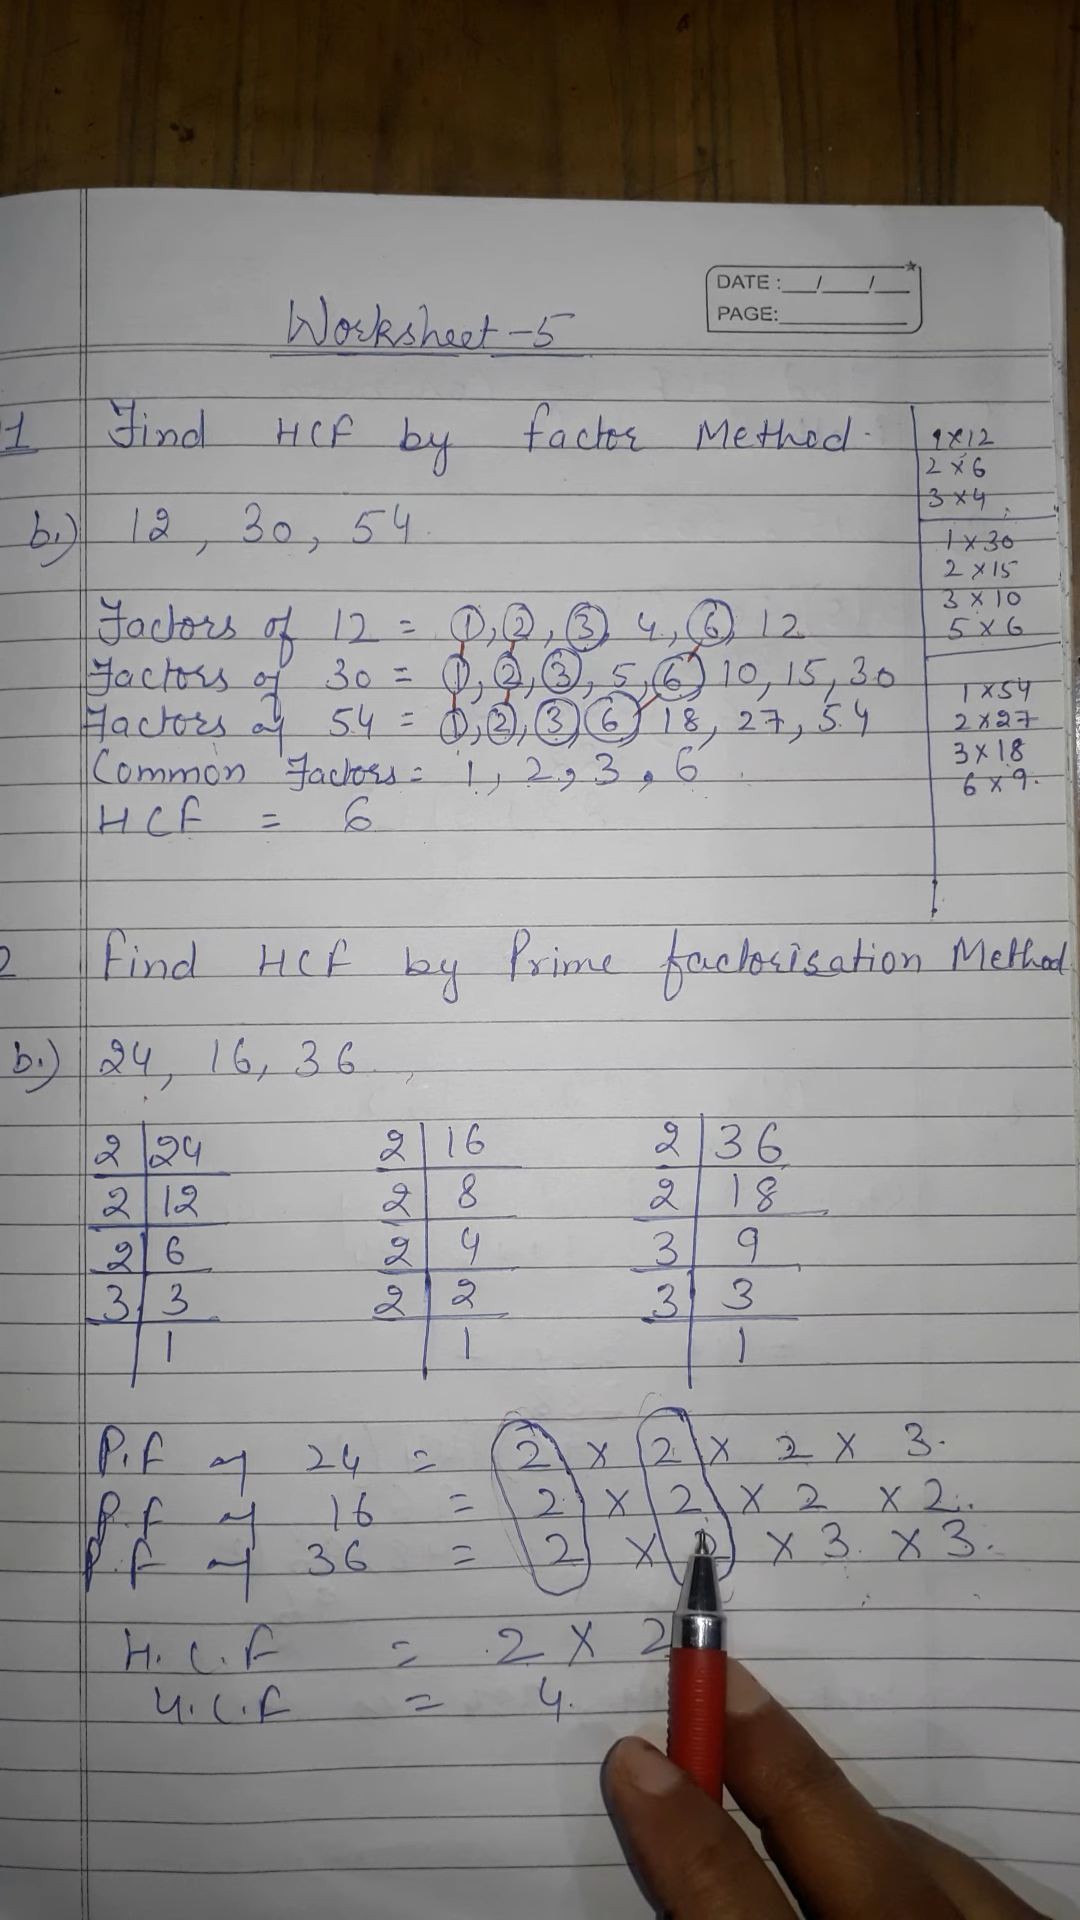 DATE : __/__/__
PAGE:
Worksheet-5
1 Find HCF by factor Method.
b.) 12, 30, 54.
Factors of 12 = 1, 2, 3, 4, 6, 12
Factors of 30 = 1, 2, 3, 5, 6, 10, 15, 30
Factors of 54 = 1, 2, 3, 6, 18, 27, 54
Common Factors = 1, 2, 3, 6
HCF = 6
1 x 12
2 x 6
3 x 4
1 x 30
2 x 15
3 x 10
5 x 6
1 x 54
2 x 27
3 x 18
6 x 9.
2 Find HCF by Prime factorisation Method
b.) 24, 16, 36
2 24 2 16 2 36
2 12 2 8 2 18
2 6 2 4 3 9
3 3 2 2 3 3
1 1 1
P.F of 24 = 2 x 2 x 2 x 3.
P.F of 16 = 2 x 2 x 2 x 2.
P.F of 36 = 2 x x 3 x 3.
H.C.F = 2 x 2
H.C.F = 4.